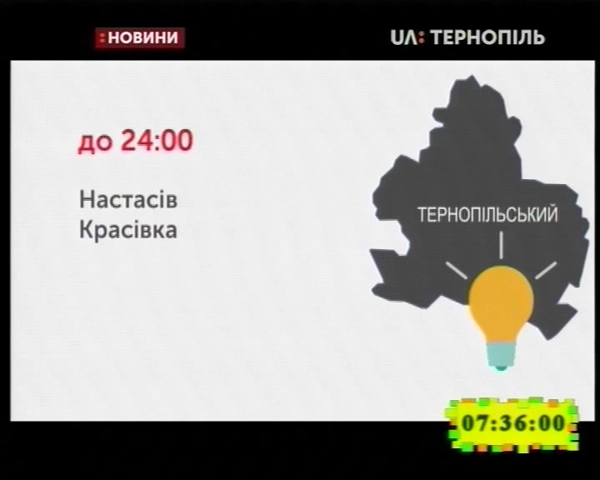 :НОВИНИ
UA: ТЕРНОПІЛЬ
до 24:00
Настасів
Красівка
ТЕРНОПІЛЬСЬКИЙ
07:36:00